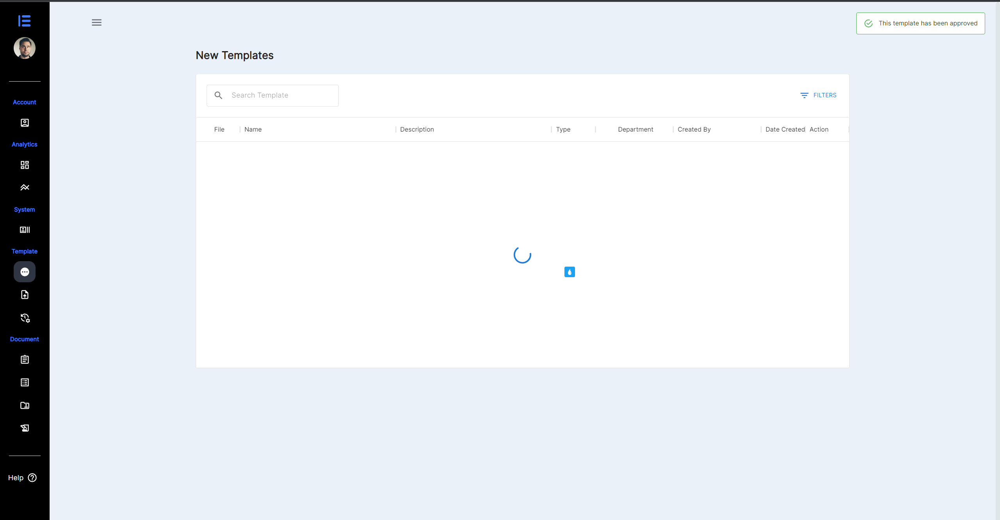 This template has been approved
New Templates
Search Template
FILTERS
File
Name
Description
Type
Department
Created By
Date Created
Action
Account
Analytics
System
Template
Document
Help